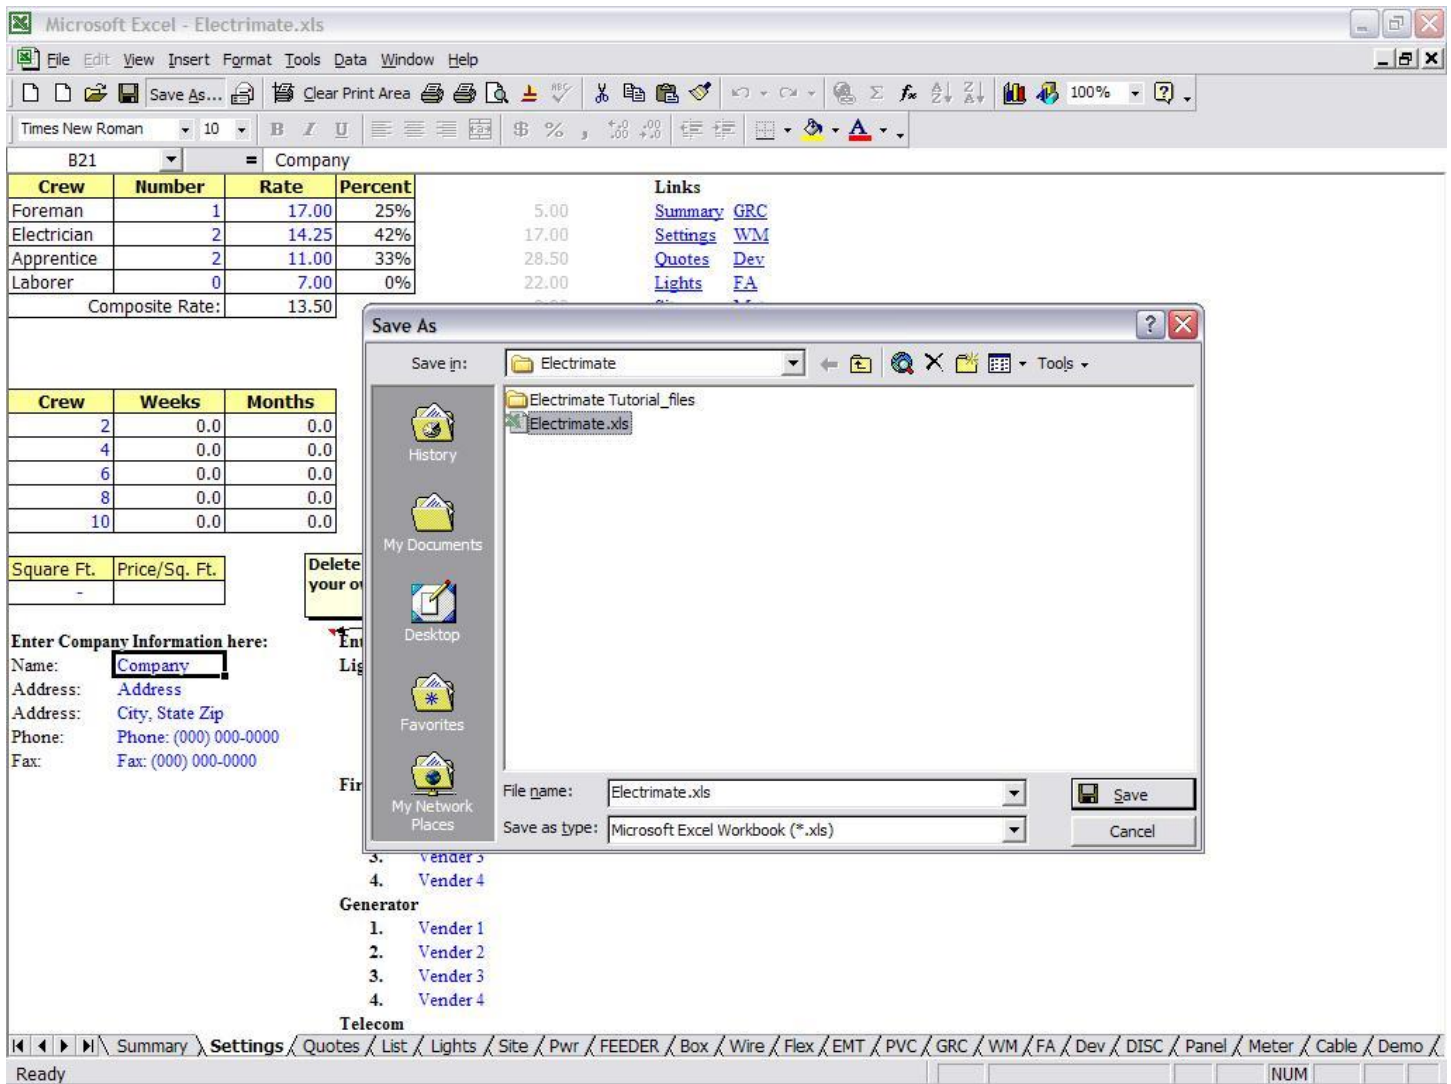 Microsoft Excel - Electrimate.xls
File Edit View Insert Format Tools Data Window Help
Save As... Clear Print Area ABC Σ fx 100%
Times New Roman 10 B I U $ % ,
B21 = Company
Crew Number Rate Percent Links
Foreman 1 17.00 25% 5.00 Summary GRC
Electrician 2 14.25 42% 17.00 Settings WM
Apprentice 2 11.00 33% 28.50 Quotes Dev
Laborer 0 7.00 0% 22.00 Lights FA
Composite Rate: 13.50
Crew Weeks Months
2 0.0 0.0
4 0.0 0.0
6 0.0 0.0
8 0.0 0.0
10 0.0 0.0
Square Ft. Price/Sq. Ft. Delete
- your
Enter Company Information here:
Name: Company
Address: Address
Address: City, State Zip
Phone: Phone: (000) 000-0000
Fax: Fax: (000) 000-0000
Save As
Save in: Electrimate Tools
Electrimate Tutorial_files
Electrimate.xls
History
My Documents
Desktop
Favorites
My Network
Places
File name: Electrimate.xls Save
Save as type: Microsoft Excel Workbook (*.xls) Cancel
3. Vender 3
4. Vender 4
Generator
1. Vender 1
2. Vender 2
3. Vender 3
4. Vender 4
Telecom
Summary Settings Quotes List Lights Site Pwr FEEDER Box Wire Flex EMT PVC GRC WM FA Dev DISC Panel Meter Cable Demo
Ready NUM